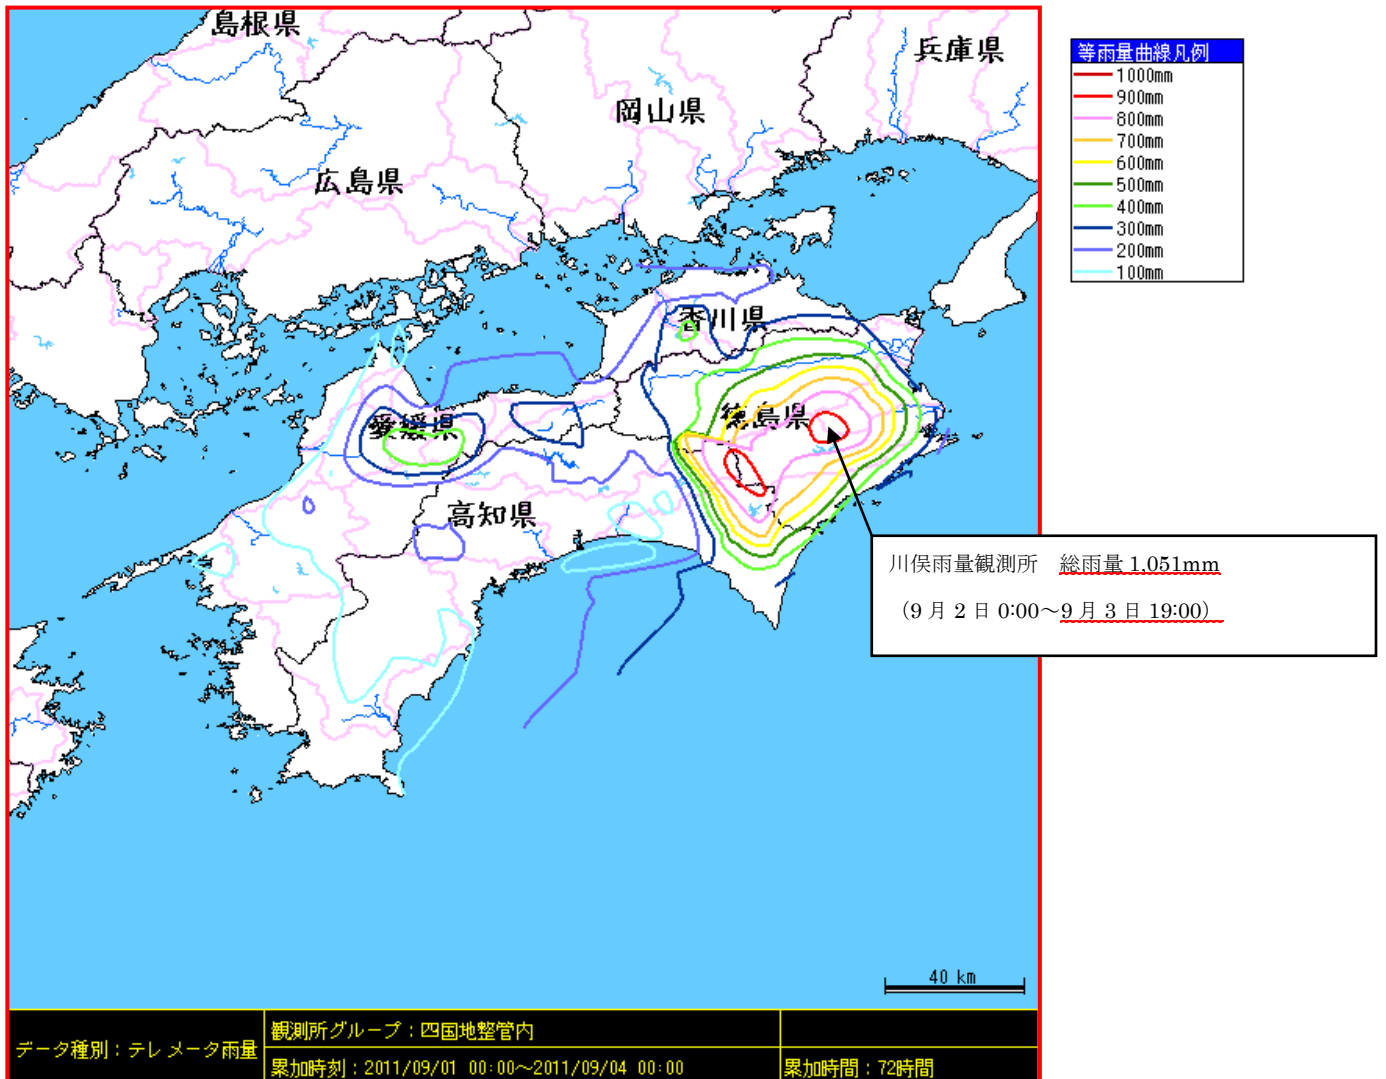 島根県
兵庫県
岡山県
広島県
香川県
徳島県
愛媛県
高知県
等雨量曲線凡例
1000mm
900mm
800mm
700mm
600mm
500mm
400mm
300mm
200mm
100mm
川俣雨量観測所　総雨量 1,051mm
（9 月 2 日 0:00～9 月 3 日 19:00）
40 km
データ種別：テレメータ雨量
観測所グループ：四国地整管内
累加時刻：2011/09/01 00:00～2011/09/04 00:00
累加時間：72時間